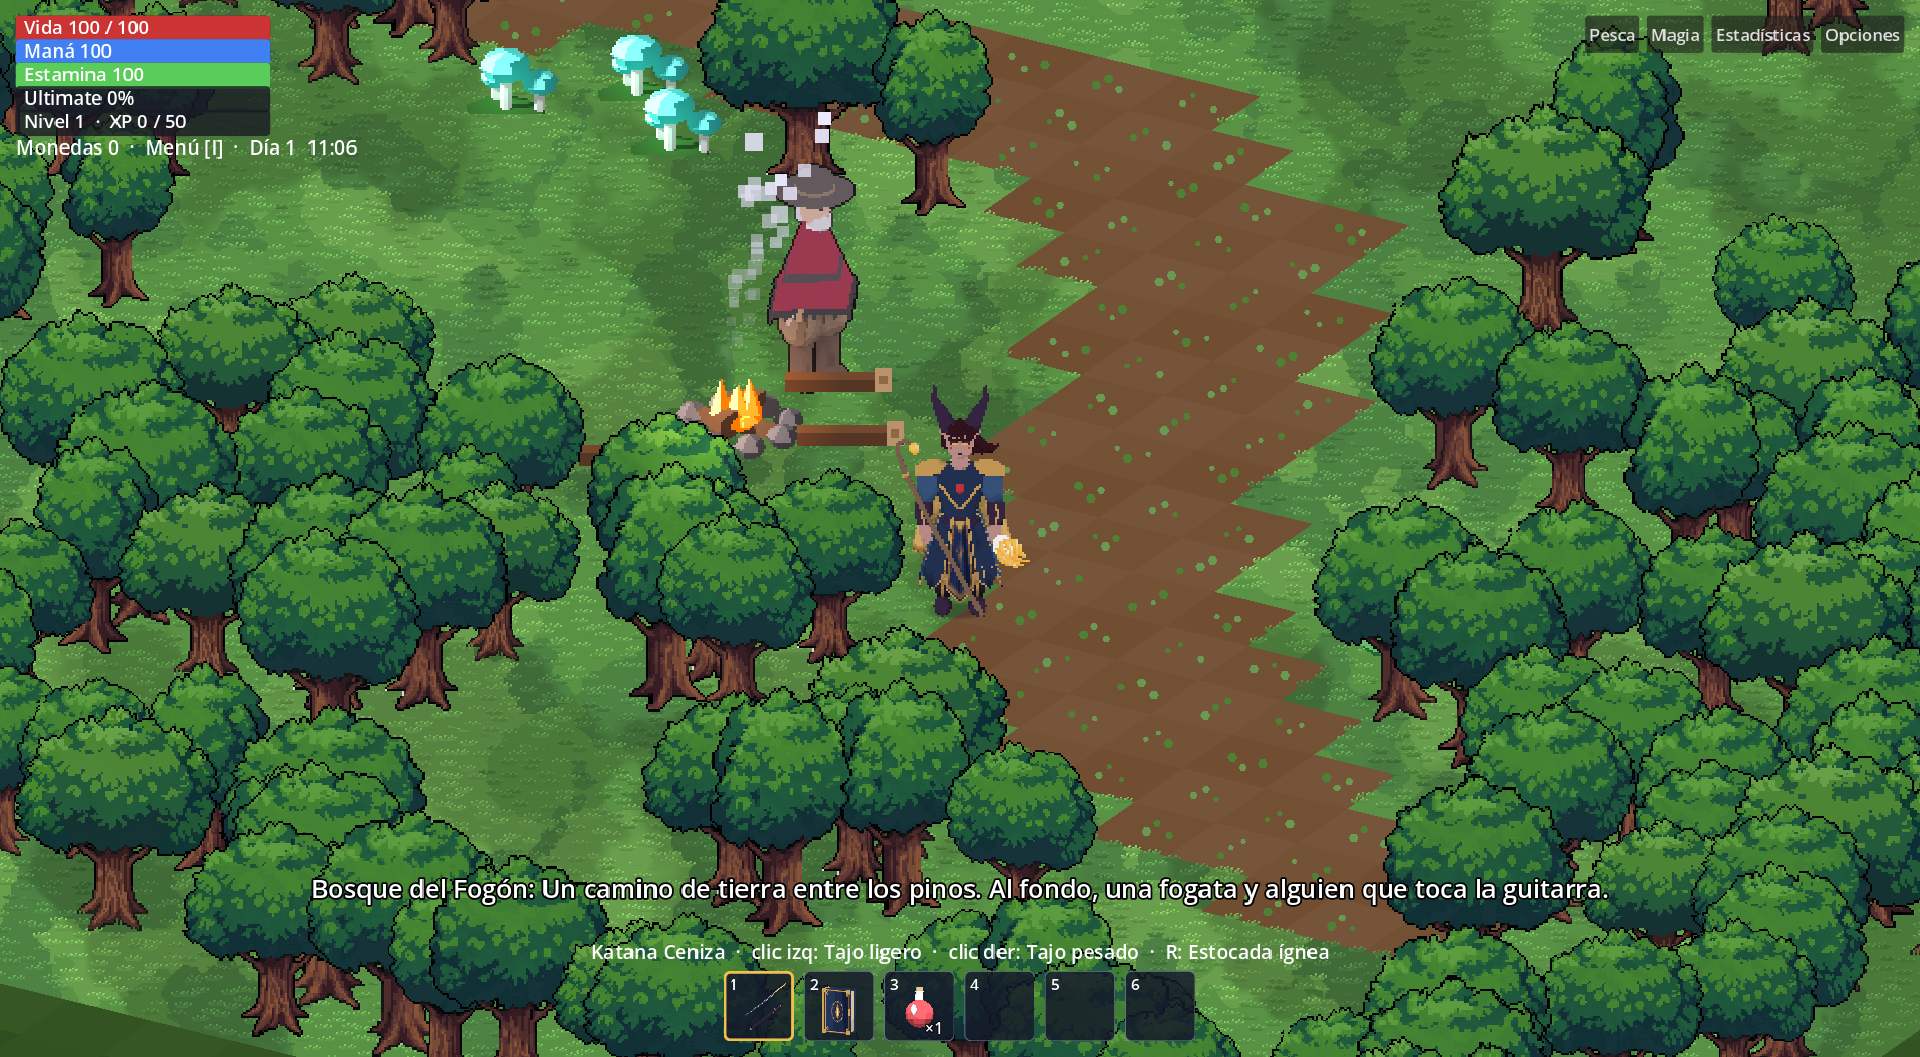 Vida 100 / 100
Maná 100
Estamina 100
Ultimate 0%
Nivel 1 · XP 0 / 50
Monedas 0 · Menú [I] · Día 1 11:06
Pesca Magia Estadísticas Opciones
Bosque del Fogón: Un camino de tierra entre los pinos. Al fondo, una fogata y alguien que toca la guitarra.
Katana Ceniza · clic izq: Tajo ligero · clic der: Tajo pesado · R: Estocada ígnea
1 2 3 4 5 6
×1